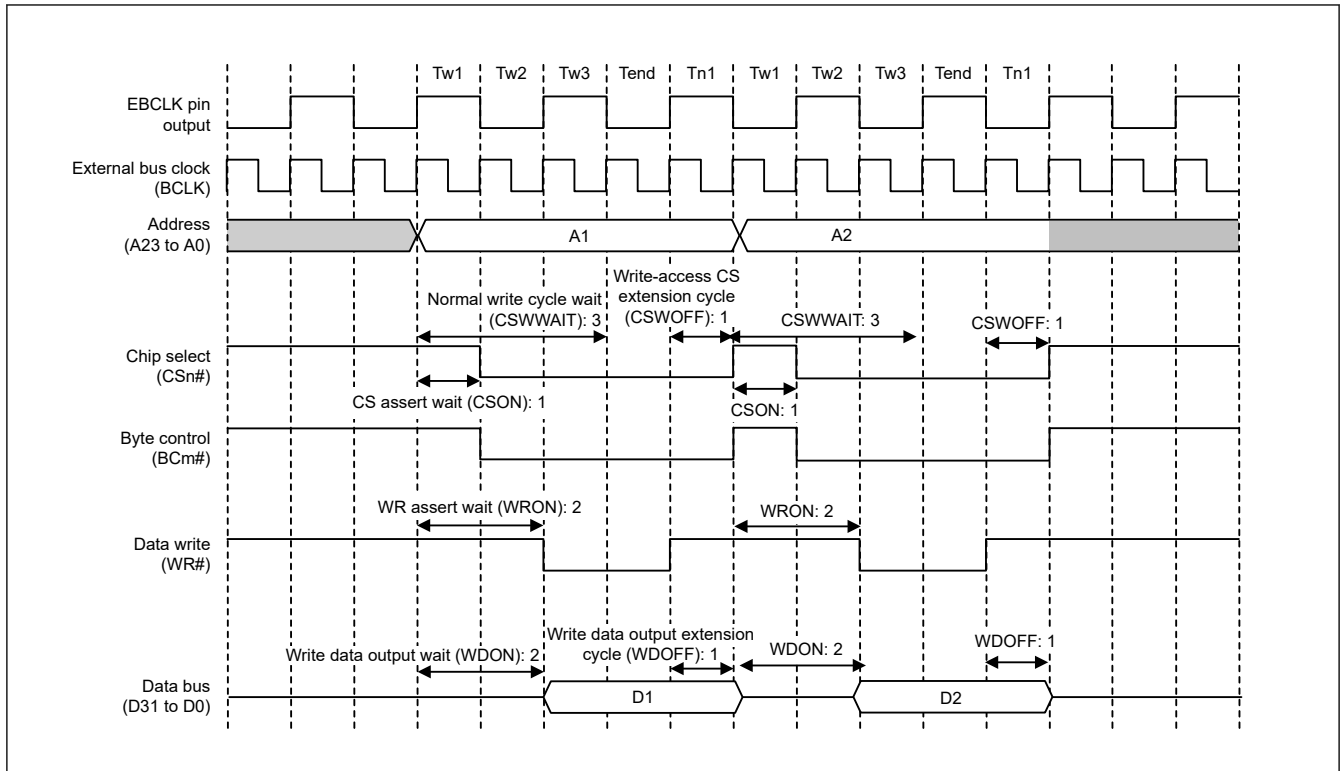 Tw1 Tw2 Tw3 Tend Tn1 Tw1 Tw2 Tw3 Tend Tn1
EBCLK pin
output
External bus clock
(BCLK)
Address
(A23 to A0)
A1
A2
Write-access CS
extension cycle
(CSWOFF): 1
Normal write cycle wait
(CSWWAIT): 3
CSWWAIT: 3
CSWOFF: 1
Chip select
(CSn#)
CS assert wait (CSON): 1
CSON: 1
Byte control
(BCm#)
WR assert wait (WRON): 2
WRON: 2
Data write
(WR#)
Write data output wait (WDON): 2
Write data output extension
cycle (WDOFF): 1
WDON: 2
WDOFF: 1
Data bus
(D31 to D0)
D1
D2